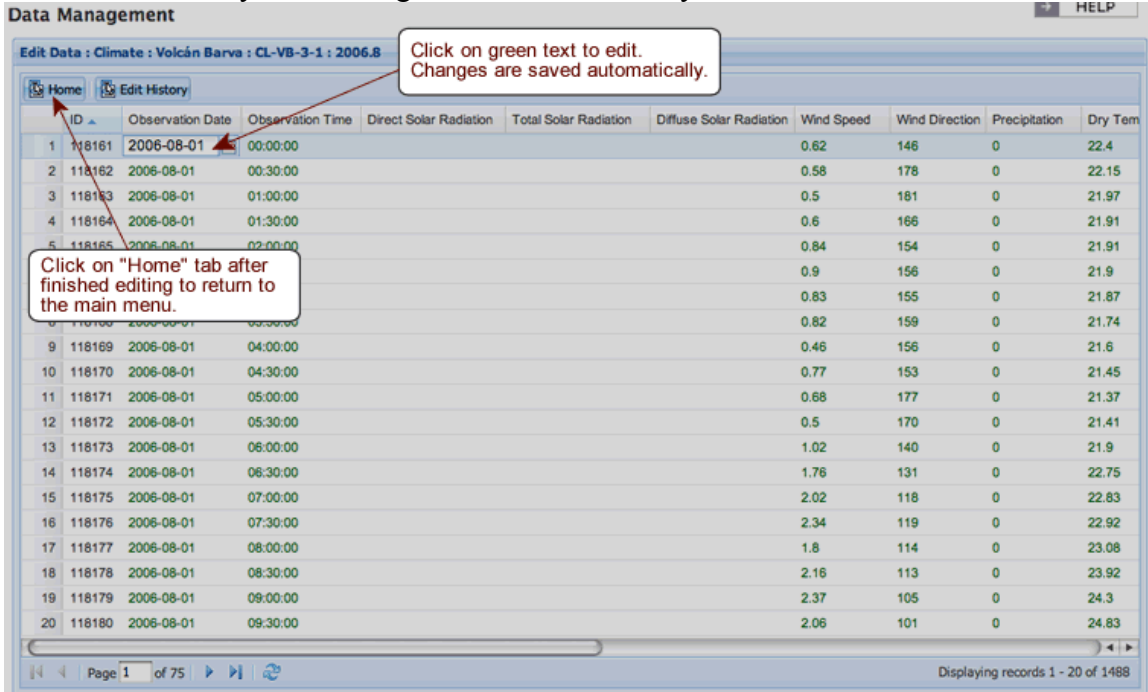 Data Management
HELP
Edit Data : Climate : Volcán Barva : CL-VB-3-1 : 2006.8
Click on green text to edit.
Changes are saved automatically.
Home Edit History
ID Observation Date Observation Time Direct Solar Radiation Total Solar Radiation Diffuse Solar Radiation Wind Speed Wind Direction Precipitation Dry Tem
1 118161 2006-08-01 00:00:00 0.62 146 0 22.4
2 118162 2006-08-01 00:30:00 0.58 178 0 22.15
3 118163 2006-08-01 01:00:00 0.5 181 0 21.97
4 118164 2006-08-01 01:30:00 0.6 166 0 21.91
5 118165 2006-08-01 02:00:00 0.84 154 0 21.91
Click on "Home" tab after
finished editing to return to
the main menu.
0.9 156 0 21.9
0.83 155 0 21.87
0.82 159 0 21.74
9 118169 2006-08-01 04:00:00 0.46 156 0 21.6
10 118170 2006-08-01 04:30:00 0.77 153 0 21.45
11 118171 2006-08-01 05:00:00 0.68 177 0 21.37
12 118172 2006-08-01 05:30:00 0.5 170 0 21.41
13 118173 2006-08-01 06:00:00 1.02 140 0 21.9
14 118174 2006-08-01 06:30:00 1.76 131 0 22.75
15 118175 2006-08-01 07:00:00 2.02 118 0 22.83
16 118176 2006-08-01 07:30:00 2.34 119 0 22.92
17 118177 2006-08-01 08:00:00 1.8 114 0 23.08
18 118178 2006-08-01 08:30:00 2.16 113 0 23.92
19 118179 2006-08-01 09:00:00 2.37 105 0 24.3
20 118180 2006-08-01 09:30:00 2.06 101 0 24.83
Page 1 of 75
Displaying records 1 - 20 of 1488